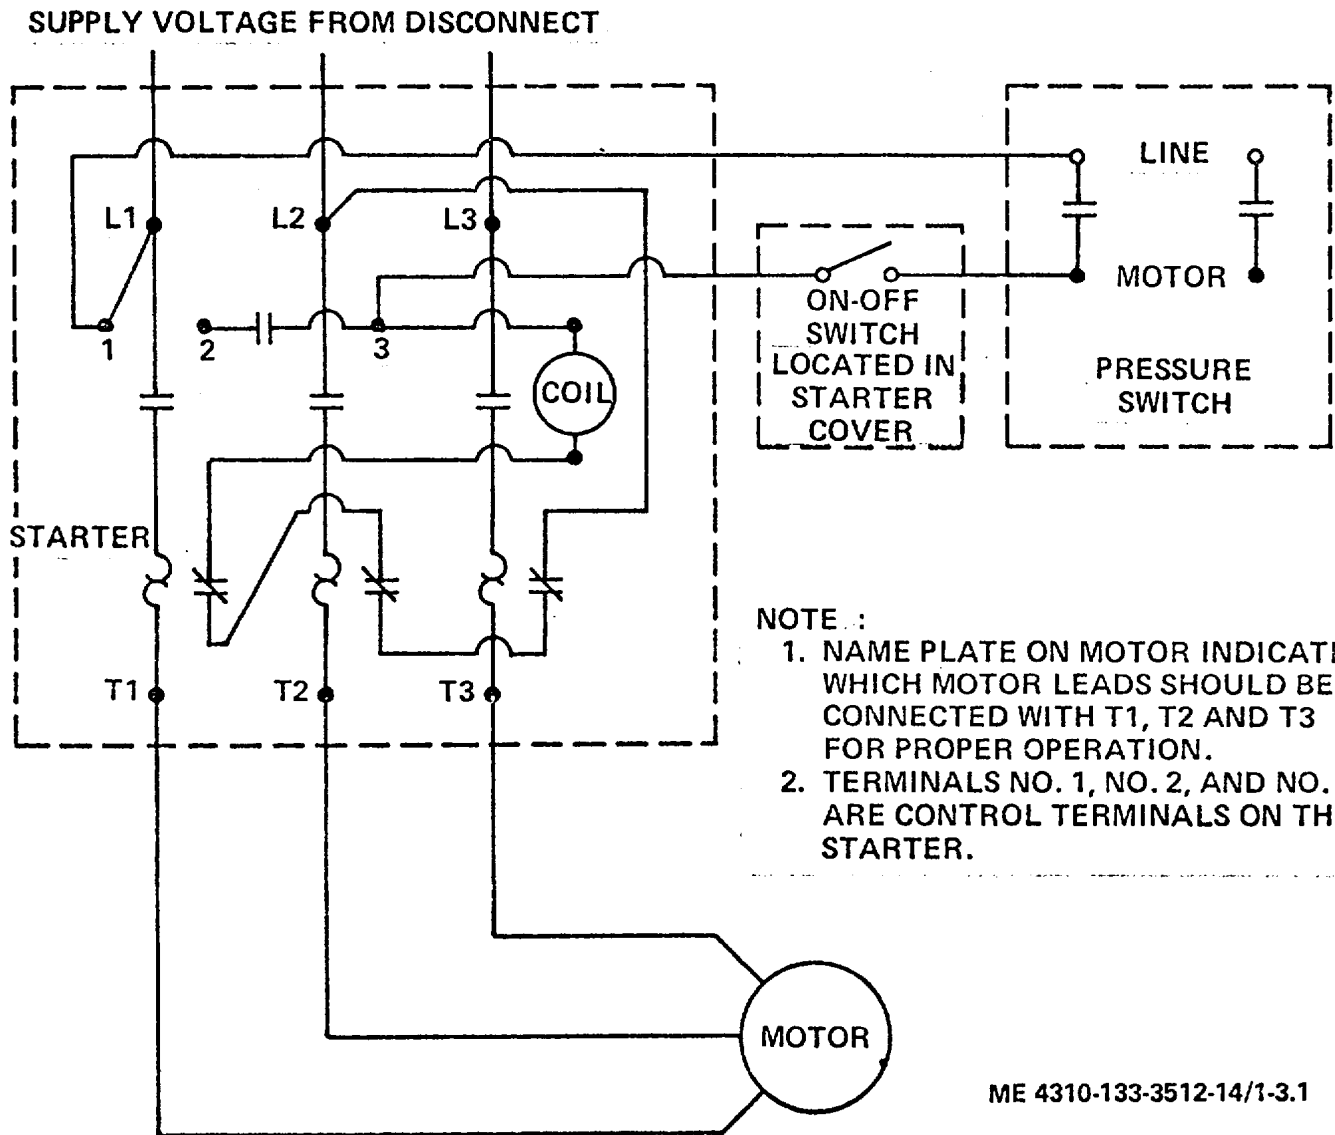 SUPPLY VOLTAGE FROM DISCONNECT
LINE
L1
L2
L3
MOTOR
ON-OFF
SWITCH
LOCATED IN
STARTER
COVER
1
2
3
COIL
PRESSURE
SWITCH
STARTER
NOTE :
1. NAME PLATE ON MOTOR INDICAT
WHICH MOTOR LEADS SHOULD BE
CONNECTED WITH T1, T2 AND T3
FOR PROPER OPERATION.
2. TERMINALS NO. 1, NO. 2, AND NO.
ARE CONTROL TERMINALS ON TH
STARTER.
T1
T2
T3
MOTOR
ME 4310-133-3512-14/1-3.1